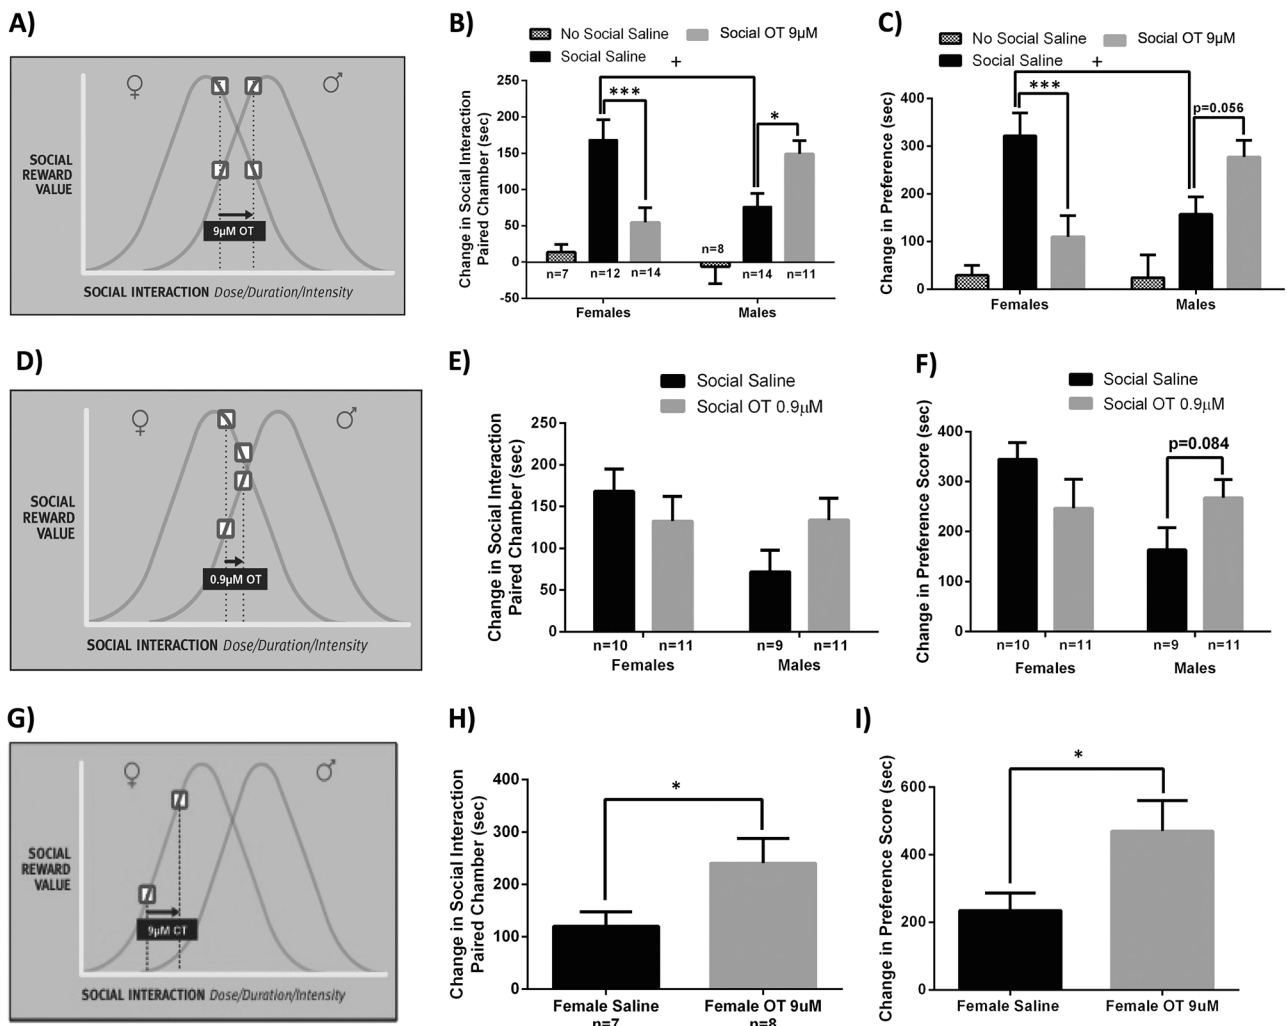 A)
♀
♂
SOCIAL
REWARD
VALUE
9µM OT
SOCIAL INTERACTION Dose/Duration/Intensity
B)
No Social Saline
Social OT 9µM
Social Saline
+
***
*
Change in Social Interaction
Paired Chamber (sec)
250
200
150
100
50
0
-50
n=7
n=12
n=14
n=8
n=14
n=11
Females
Males
C)
No Social Saline
Social OT 9µM
Social Saline
+
***
p=0.056
Change in Preference (sec)
400
300
200
100
0
Females
Males
D)
♀
♂
SOCIAL
REWARD
VALUE
0.9µM OT
SOCIAL INTERACTION Dose/Duration/Intensity
E)
Social Saline
Social OT 0.9µM
Change in Social Interaction
Paired Chamber (sec)
250
200
150
100
50
0
n=10
n=11
n=9
n=11
Females
Males
F)
Social Saline
Social OT 0.9µM
p=0.084
Change in Preference Score (sec)
400
300
200
100
0
n=10
n=11
n=9
n=11
Females
Males
G)
♀
♂
SOCIAL
REWARD
VALUE
9µM CT
SOCIAL INTERACTION Dose/Duration/Intensity
H)
*
Change in Social Interaction
Paired Chamber (sec)
400
300
200
100
0
Female Saline
n=7
Female OT 9uM
n=8
I)
*
Change in Preference Score (sec)
600
400
200
0
Female Saline
Female OT 9uM